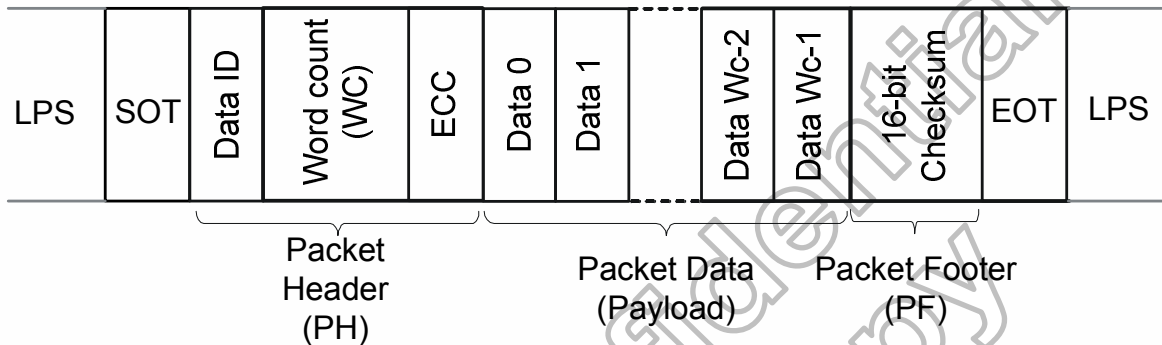 LPS
SOT
Data ID
Word count
(WC)
ECC
Data 0
Data 1
Data Wc-2
Data Wc-1
16-bit
Checksum
EOT
LPS
Packet
Header
(PH)
Packet Data
(Payload)
Packet Footer
(PF)